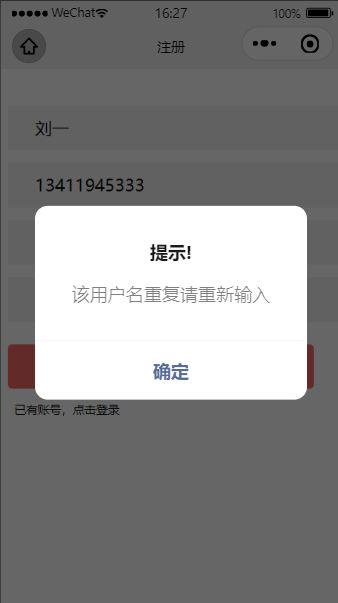 WeChat 16:27 100%
注册
刘一
13411945333
提示!
该用户名重复请重新输入
确定
已有账号，点击登录